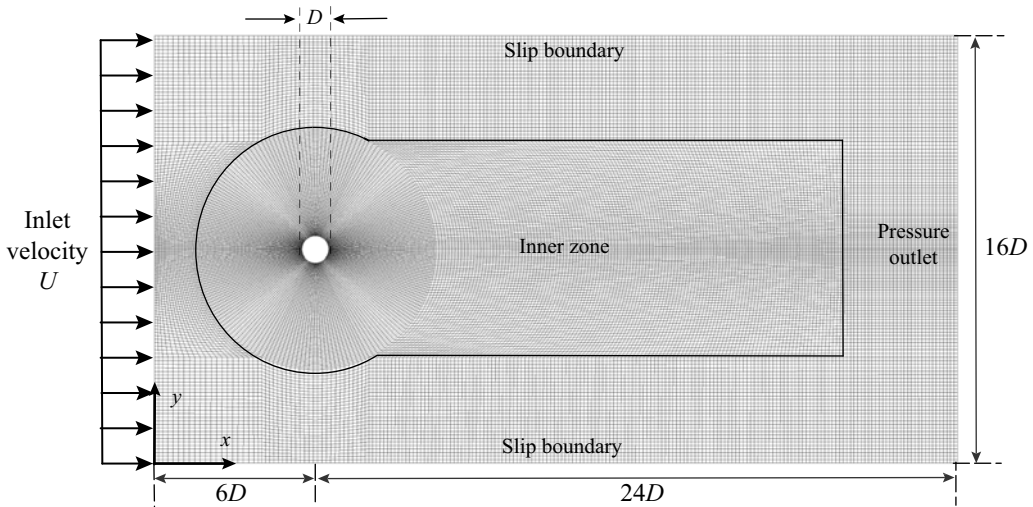 D
Slip boundary
Inlet
velocity
U
Inner zone
Pressure
outlet
16D
y
x
Slip boundary
6D
24D